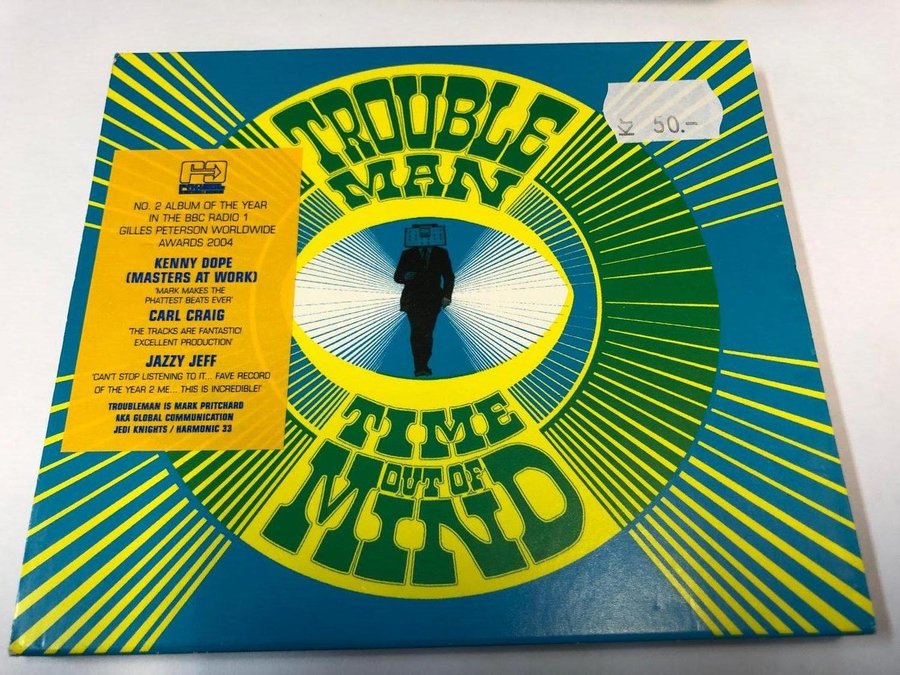 TROUBLE
MAN
TIME
OUT OF
MIND
50.-
NO. 2 ALBUM OF THE YEAR
IN THE BBC RADIO 1
GILLES PETERSON WORLDWIDE
AWARDS 2004
KENNY DOPE
(MASTERS AT WORK)
'MARK MAKES THE
PHATTEST BEATS EVER'
CARL CRAIG
'THE TRACKS ARE FANTASTIC!
EXCELLENT PRODUCTION'
JAZZY JEFF
'CAN'T STOP LISTENING TO IT... FAVE RECORD
OF THE YEAR 2 ME... THIS IS INCREDIBLE!'
TROUBLEMAN IS MARK PRITCHARD
AKA GLOBAL COMMUNICATION
JEDI KNIGHTS / HARMONIC 33